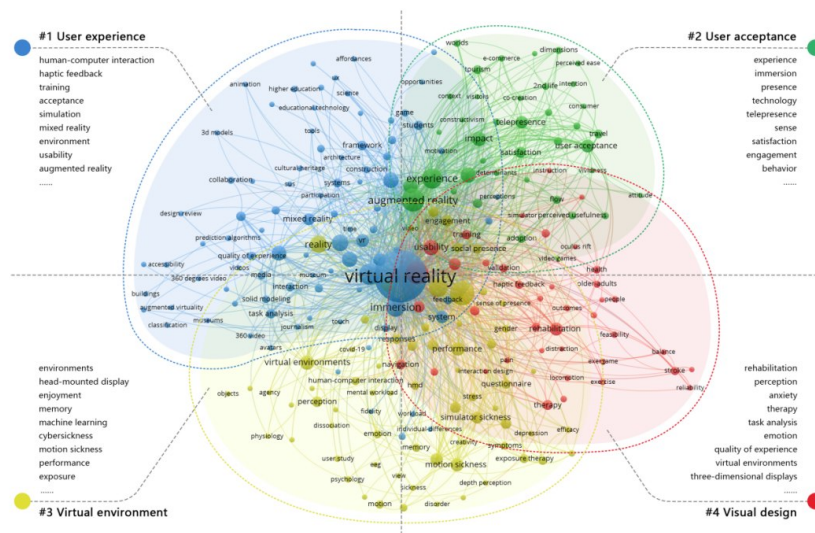 #1 User experience
human-computer interaction
haptic feedback
training
acceptance
simulation
mixed reality
environment
usability
augmented reality
......
#2 User acceptance
experience
immersion
presence
technology
telepresence
sense
satisfaction
engagement
behavior
......
worlds
affordances
e-commerce
dimensions
perceived ease
tourism
animation
higher education
science
opportunities
2nd life
intention
context
visitors
co-creation
educational technology
game
consumer
constructivism
students
telepresence
3d models
tools
impact
travel
framework
motivation
satisfaction
user acceptance
architecture
cultural heritage
construction
collaboration
systems
experience
determinants
instruction
vividness
participation
augmented reality
perceptions
flow
attitude
design review
mixed reality
engagement
simulator
perceived usefulness
time
video
training
prediction algorithms
reality
vr
usability
social presence
adoption
oculus rift
quality of experience
video games
accessibility
videos
validation
health
360 degrees video
media
museum
virtual reality
haptic feedback
older adults
buildings
interaction
solid modeling
feedback
sense of presence
people
augmented virtuality
immersion
outcomes
task analysis
system
classification
museums
journalism
touch
display
gender
rehabilitation
feasibility
360 video
responses
avatars
covid-19
performance
distraction
balance
virtual environments
navigation
pain
exergame
interaction design
stroke
human-computer interaction
locomotion
exercise
reliability
hmd
questionnaire
objects
agency
mental workload
stress
perception
fidelity
workload
therapy
simulator sickness
dissociation
individual differences
efficacy
physiology
emotion
depression
creativity
memory
symptoms
user study
eeg
motion sickness
exposure therapy
psychology
view
depth perception
sickness
motion
disorder
environments
head-mounted display
enjoyment
memory
machine learning
cybersickness
motion sickness
performance
exposure
......
#3 Virtual environment
rehabilitation
perception
anxiety
therapy
task analysis
emotion
quality of experience
virtual environments
three-dimensional displays
......
#4 Visual design